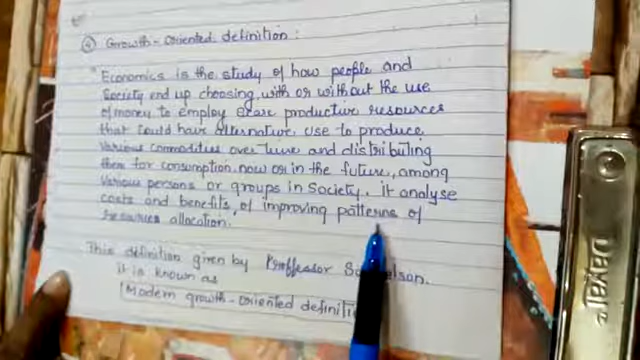 ④ Growth-Oriented definition:
"Economics is the study of how people and
Society end up choosing, with or without the use
of money to employ scarce productive resources
that could have alternative use to produce
Various commodities over time and distributing
them for consumption, now or in the future, among
Various persons or groups in Society. it analyse
costs and benefits, of improving patterns of
resources allocation.
This definition given by Proffessor
it is known as
Modern growth-oriented
Dayal